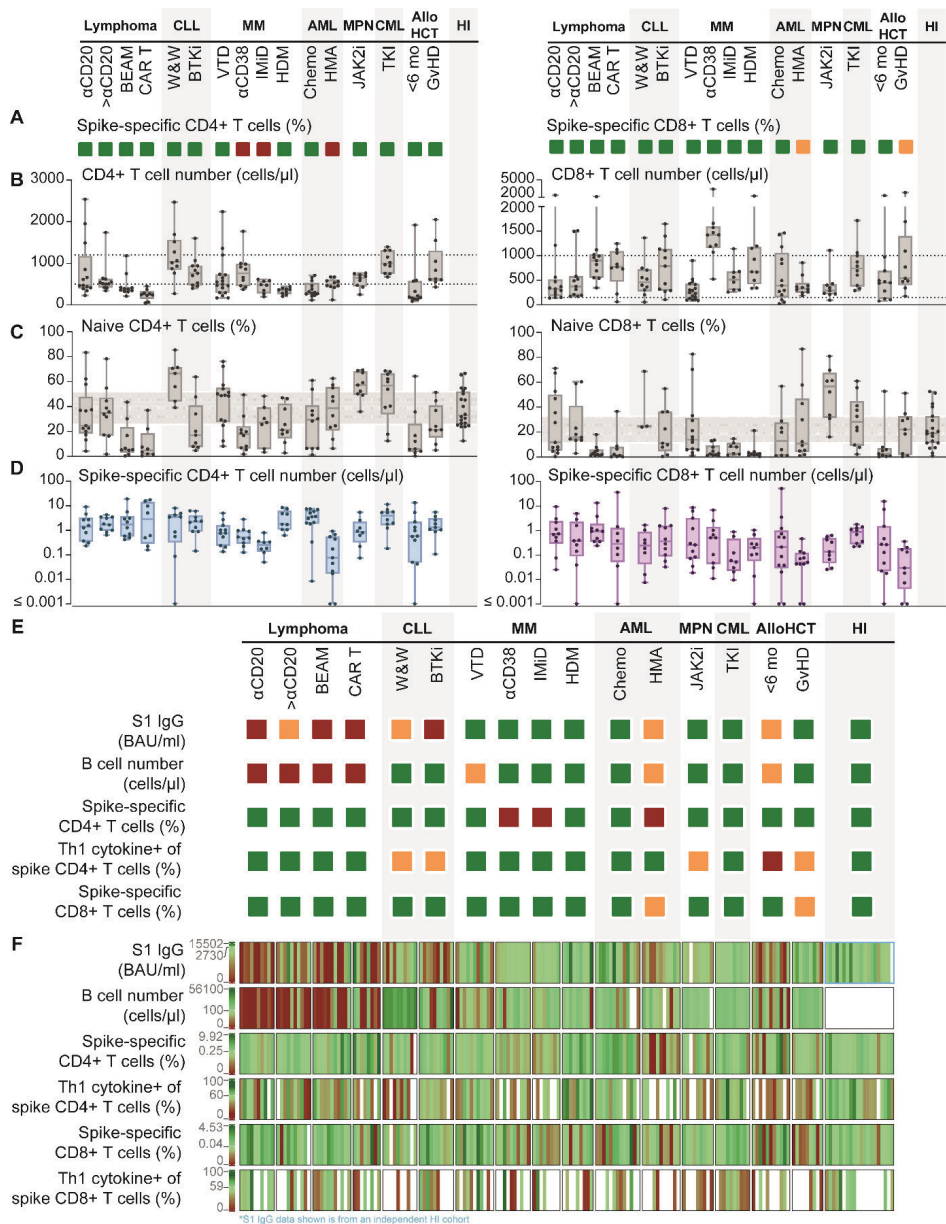 Lymphoma CLL MM AML MPN CML Allo HCT HI
αCD20 >αCD20 BEAM CAR T W&W BTKi VTD αCD38 IMiD HDM Chemo HMA JAK2i TKI <6 mo GvHD
Lymphoma CLL MM AML MPN CML Allo HCT HI
αCD20 >αCD20 BEAM CAR T W&W BTKi VTD αCD38 IMiD HDM Chemo HMA JAK2i TKI <6 mo GvHD
A
Spike-specific CD4+ T cells (%)
Spike-specific CD8+ T cells (%)
B
CD4+ T cell number (cells/µl)
3000
2000
1000
500
0
CD8+ T cell number (cells/µl)
5000
2000
1000
500
0
C
Naive CD4+ T cells (%)
100
80
60
40
20
0
Naive CD8+ T cells (%)
100
80
60
40
20
0
D
Spike-specific CD4+ T cell number (cells/µl)
100
10
1
0.1
0.01
≤ 0.001
Spike-specific CD8+ T cell number (cells/µl)
100
10
1
0.1
0.01
≤ 0.001
E
Lymphoma CLL MM AML MPN CML AlloHCT HI
αCD20 >αCD20 BEAM CAR T W&W BTKi VTD αCD38 IMiD HDM Chemo HMA JAK2i TKI <6 mo GvHD
S1 IgG
(BAU/ml)
B cell number
(cells/µl)
Spike-specific
CD4+ T cells (%)
Th1 cytokine+ of
spike CD4+ T cells (%)
Spike-specific
CD8+ T cells (%)
F
S1 IgG
(BAU/ml)
15502
2730
0
B cell number
(cells/µl)
56100
100
0
Spike-specific
CD4+ T cells (%)
9.92
0.25
0
Th1 cytokine+ of
spike CD4+ T cells (%)
100
60
0
Spike-specific
CD8+ T cells (%)
4.53
0.04
0
Th1 cytokine+ of
spike CD8+ T cells (%)
100
59
0
*S1 IgG data shown is from an independent HI cohort